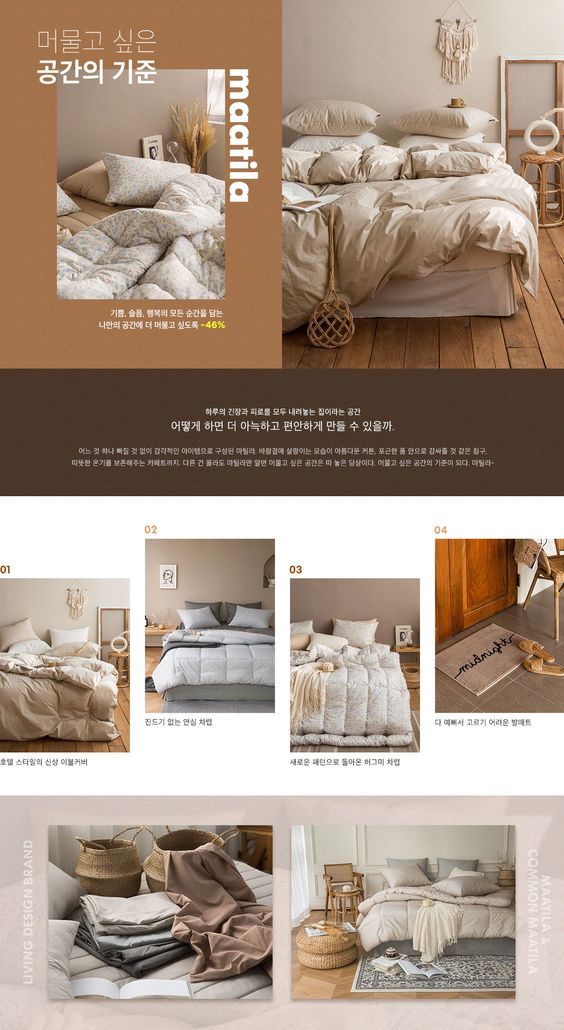 머물고 싶은
공간의 기준
maatila
기쁨, 슬픔, 행복의 모든 순간을 담는
나만의 공간에 더 머물고 싶도록 -46%
하루의 긴장과 피로를 모두 내려놓는 집이라는 공간
어떻게 하면 더 아늑하고 편안하게 만들 수 있을까.
어느 것 하나 빠질 것 없이 감각적인 아이템으로 구성된 마틸라. 바람결에 살랑이는 모습이 아름다운 커튼, 포근한 품 안으로 감싸줄 것 같은 침구,
따뜻한 온기를 보존해주는 카페트까지. 다른 건 몰라도 마틸라만 알면 머물고 싶은 공간은 따 놓은 당상이다. 머물고 싶은 공간의 기준이 되다. 마틸라-
01
호텔 스타일의 신상 이불커버
02
진드기 없는 안심 차렵
03
새로운 패턴으로 돌아온 허그미 차렵
04
midnight
다 예뻐서 고르기 어려운 발매트
LIVING DESIGN BRAND
MAATILA &
COMMON MAATILA